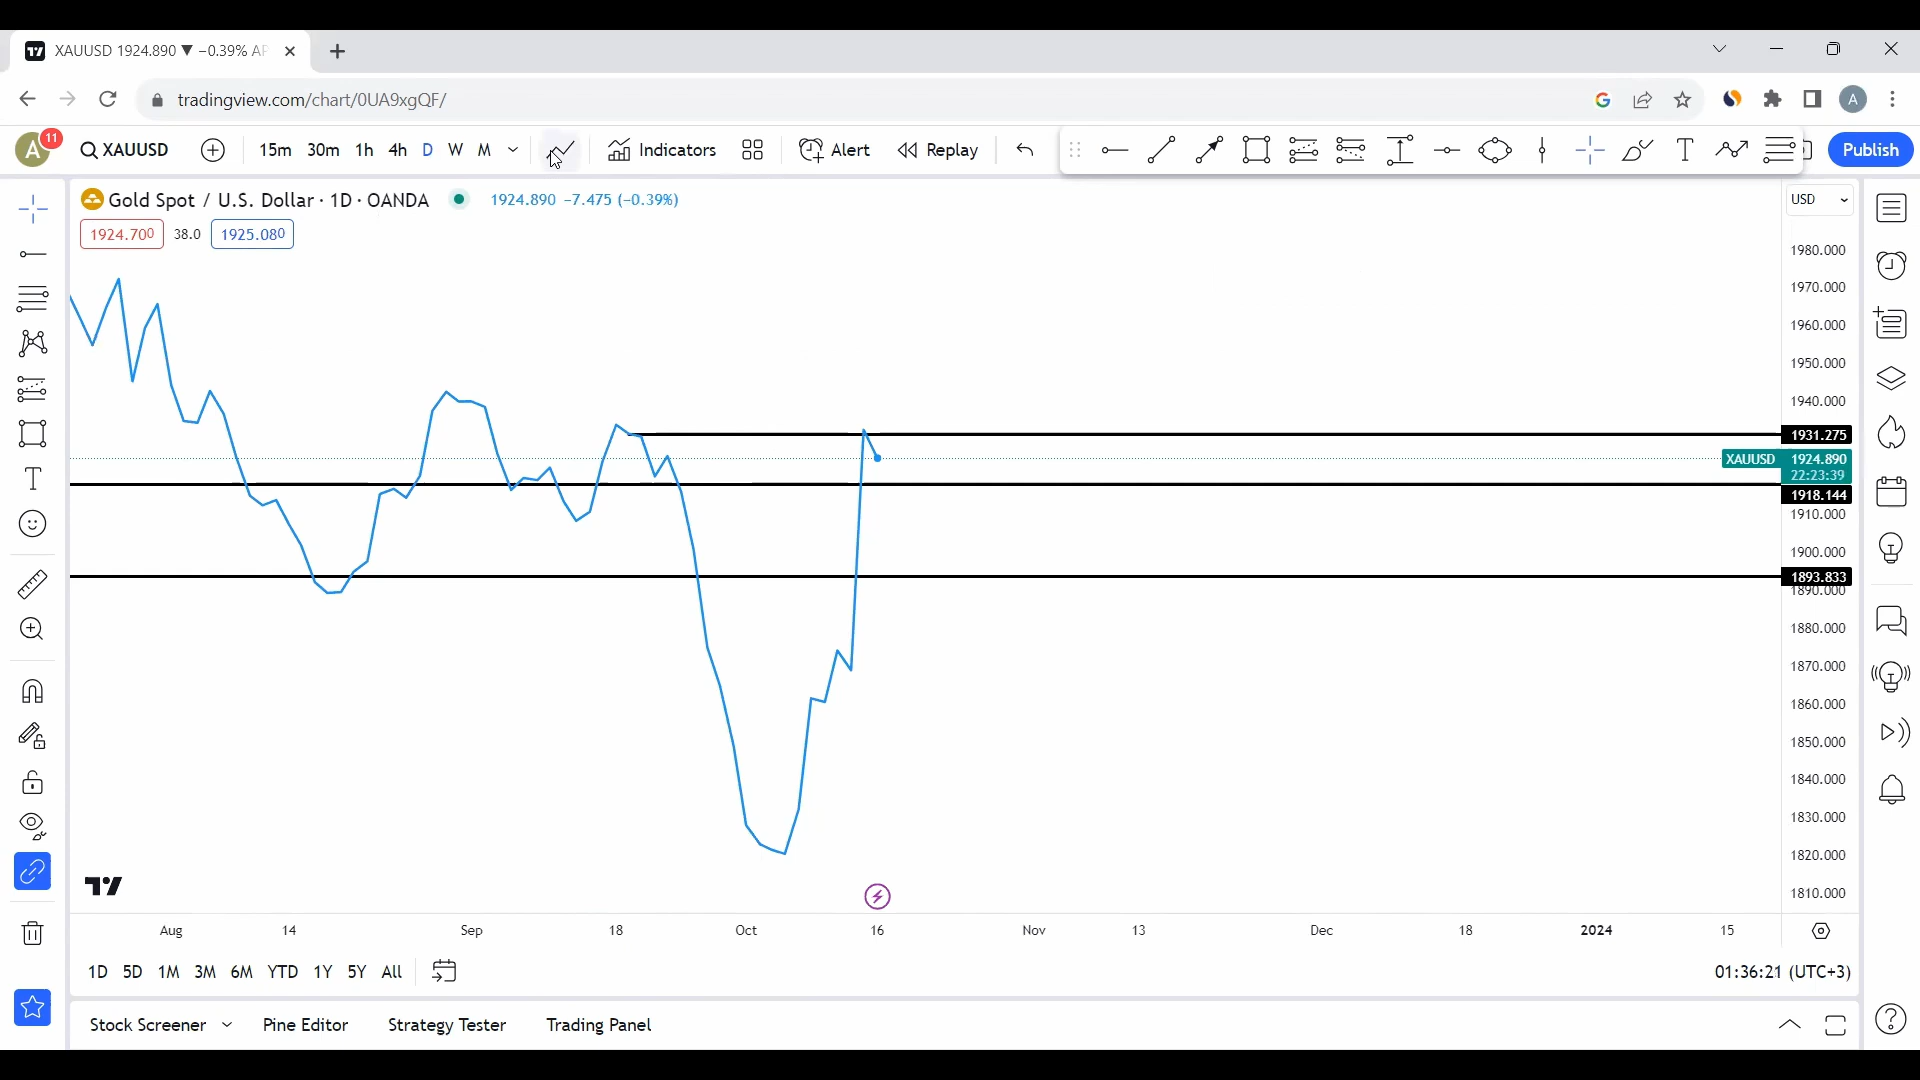 XAUUSD 1924.890 ▼ −0.39% AF
tradingview.com/chart/0UA9xgQF/
A
A
11
XAUUSD
15m 30m 1h 4h D W M
Indicators
Alert
Replay
Publish
Gold Spot / U.S. Dollar · 1D · OANDA
1924.890 −7.475 (−0.39%)
1924.700
38.0
1925.080
USD
1980.000
1970.000
1960.000
1950.000
1940.000
1931.275
XAUUSD 1924.890
22:23:39
1918.144
1910.000
1900.000
1893.833
1890.000
1880.000
1870.000
1860.000
1850.000
1840.000
1830.000
1820.000
1810.000
Aug 14 Sep 18 Oct 16 Nov 13 Dec 18 2024 15
1D 5D 1M 3M 6M YTD 1Y 5Y All
01:36:21 (UTC+3)
Stock Screener Pine Editor Strategy Tester Trading Panel